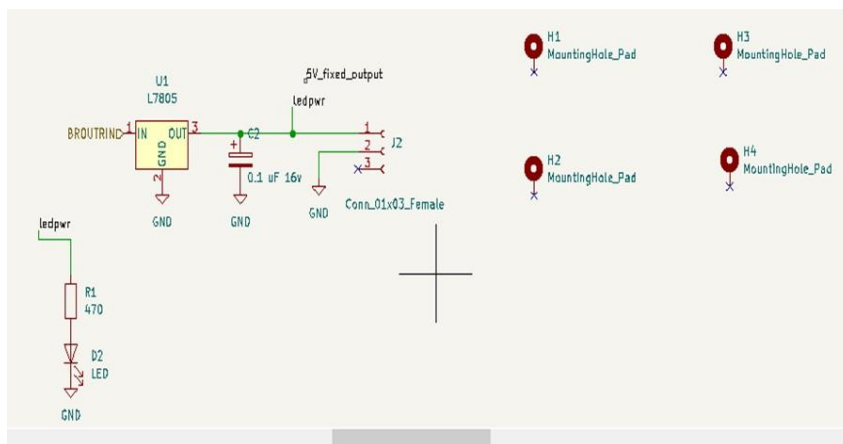 H1
MountingHole_Pad
H3
MountingHole_Pad
5V_fixed_output
U1
L7805
ledpwr
BROUTRIND 1 IN OUT 3
GND
2
C2
+
0.1 uF 16v
1
2
3
J2
Conn_01x03_Female
GND
GND
GND
H2
MountingHole_Pad
H4
MountingHole_Pad
ledpwr
R1
470
D2
LED
GND